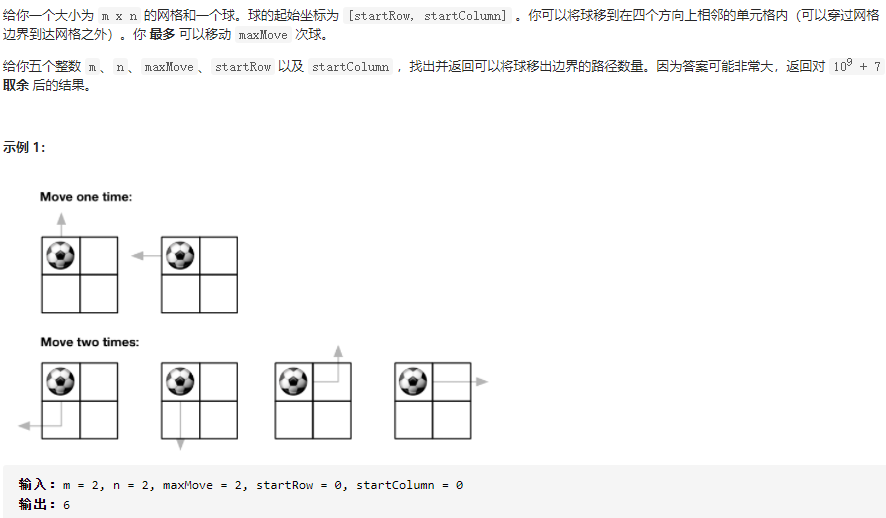 给你一个大小为 m x n 的网格和一个球。球的起始坐标为 [startRow, startColumn] 。你可以将球移到在四个方向上相邻的单元格内（可以穿过网格
边界到达网格之外）。你 最多 可以移动 maxMove 次球。
给你五个整数 m、n、maxMove、startRow 以及 startColumn ，找出并返回可以将球移出边界的路径数量。因为答案可能非常大，返回对 10⁹ + 7
取余 后的结果。
示例 1：
Move one time:
Move two times:
输入：m = 2, n = 2, maxMove = 2, startRow = 0, startColumn = 0
输出：6